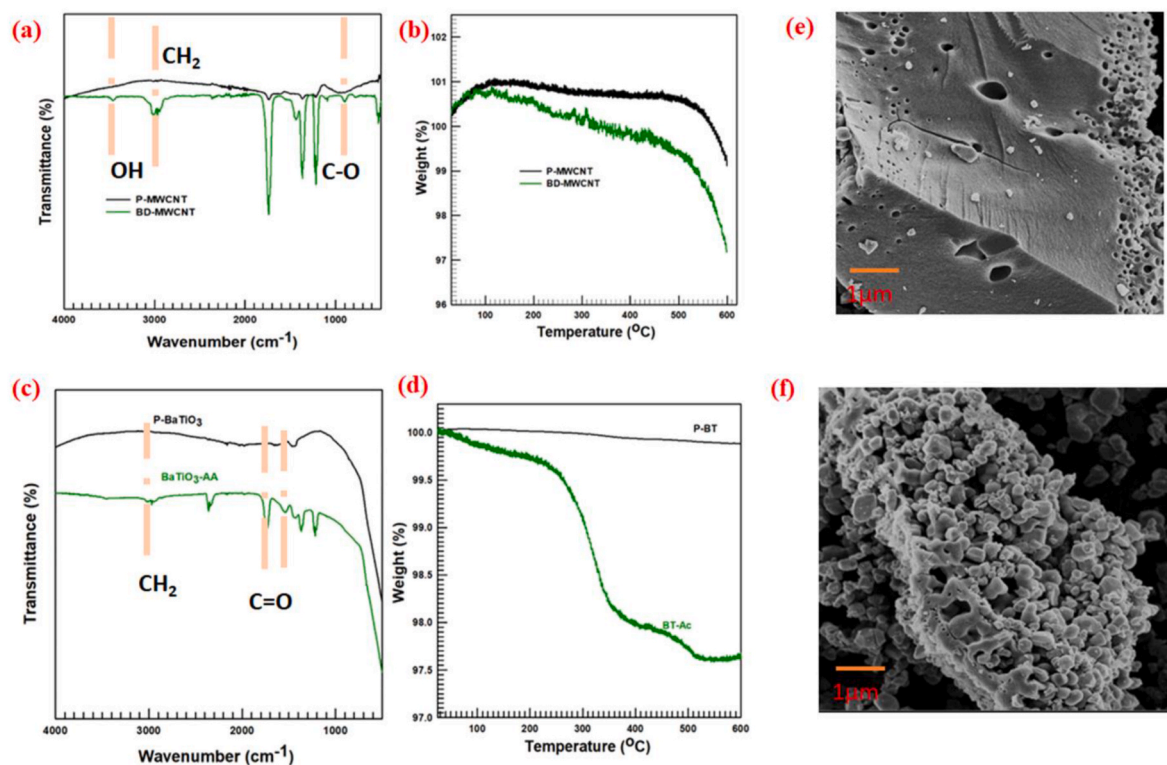 (a)
CH2
OH
C-O
P-MWCNT
BD-MWCNT
Transmittance (%)
4000 3000 2000 1000
Wavenumber (cm-1)
(b)
102
101
100
99
98
97
96
Weight (%)
P-MWCNT
BD-MWCNT
100 200 300 400 500 600
Temperature (OC)
(e)
1µm
(c)
P-BaTiO3
BaTiO3-AA
CH2
C=O
Transmittance (%)
4000 3000 2000 1000
Wavenumber (cm-1)
(d)
100.0
99.5
99.0
98.5
98.0
97.5
97.0
Weight (%)
P-BT
BT-Ac
100 200 300 400 500 600
Temperature (OC)
(f)
1µm